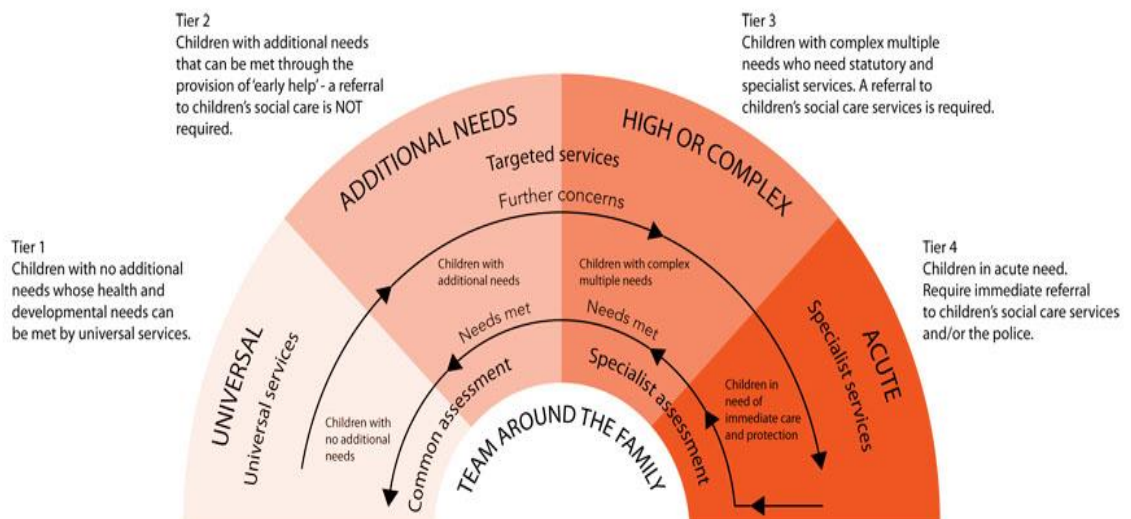 Tier 1
Children with no additional
needs whose health and
developmental needs can
be met by universal services.
Tier 2
Children with additional needs
that can be met through the
provision of ‘early help’ - a referral
to children’s social care is NOT
required.
Tier 3
Children with complex multiple
needs who need statutory and
specialist services. A referral to
children’s social care services is required.
Tier 4
Children in acute need.
Require immediate referral
to children’s social care services
and/or the police.
UNIVERSAL
Universal services
ADDITIONAL NEEDS
HIGH OR COMPLEX
Targeted services
ACUTE
Specialist services
Further concerns
Children with
no additional
needs
Children with
additional needs
Children with complex
multiple needs
Children in
need of
immediate care
and protection
Needs met
Needs met
Common assessment
Specialist assessment
TEAM AROUND THE FAMILY